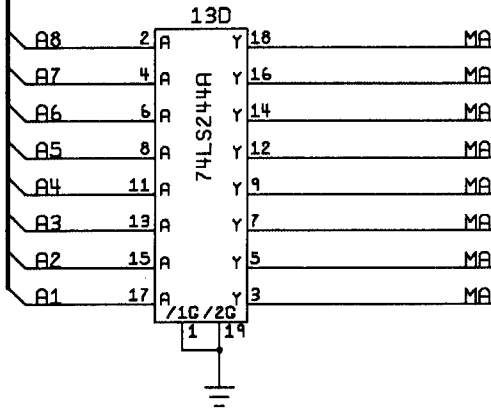 13D
A8 2 A Y 18 MA
A7 4 A Y 16 MA
A6 6 A Y 14 MA
A5 8 A Y 12 MA
A4 11 A Y 9 MA
A3 13 A Y 7 MA
A2 15 A Y 5 MA
A1 17 A Y 3 MA
74LS244A
/1G /2G
1 19